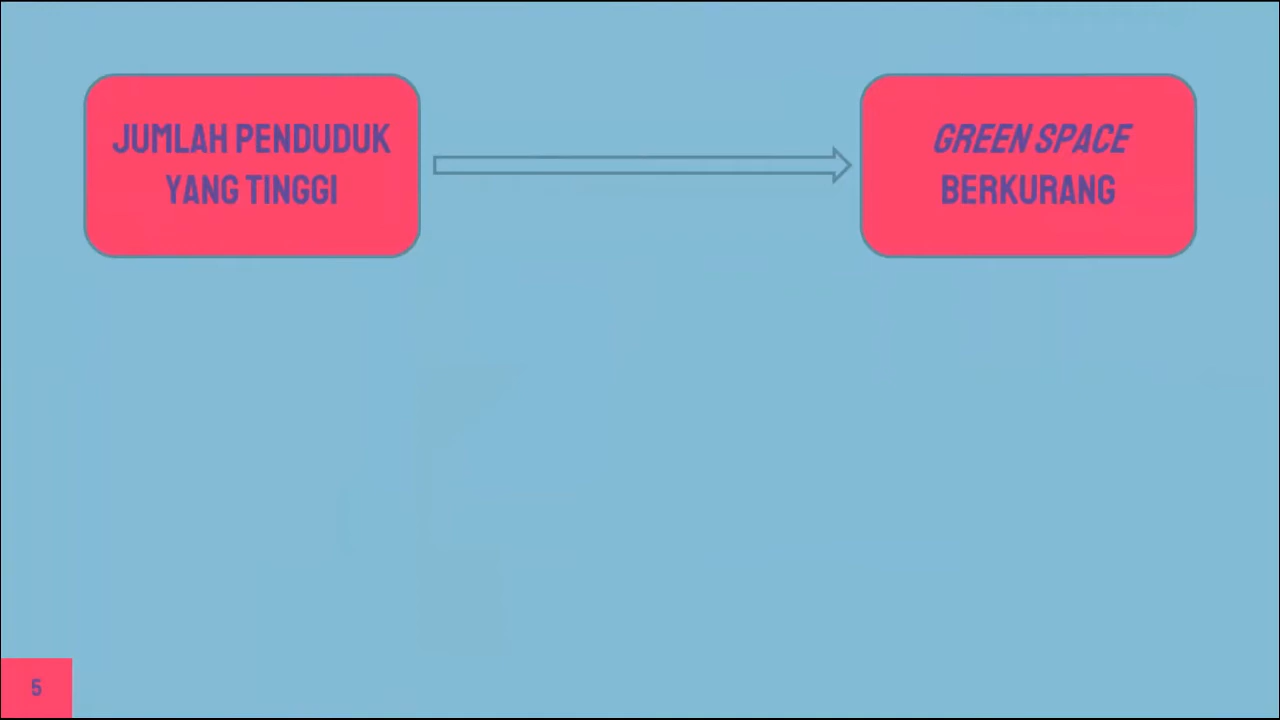 JUMLAH PENDUDUK
YANG TINGGI
GREEN SPACE
BERKURANG
5